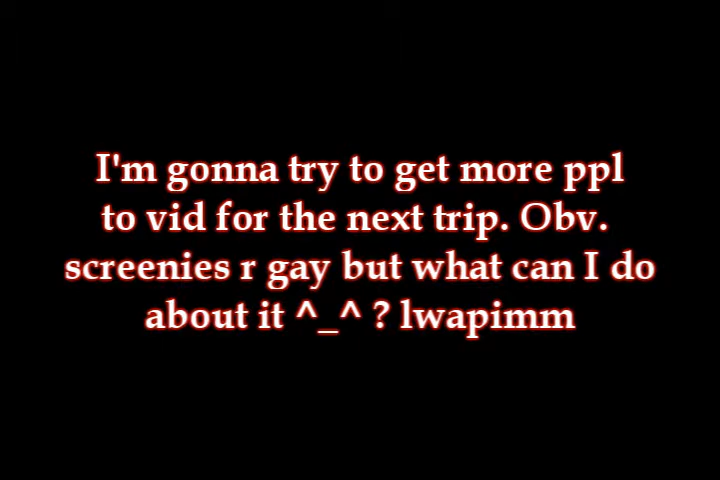 I'm gonna try to get more ppl
to vid for the next trip. Obv.
screenies r gay but what can I do
about it ^_^ ? lwapimm